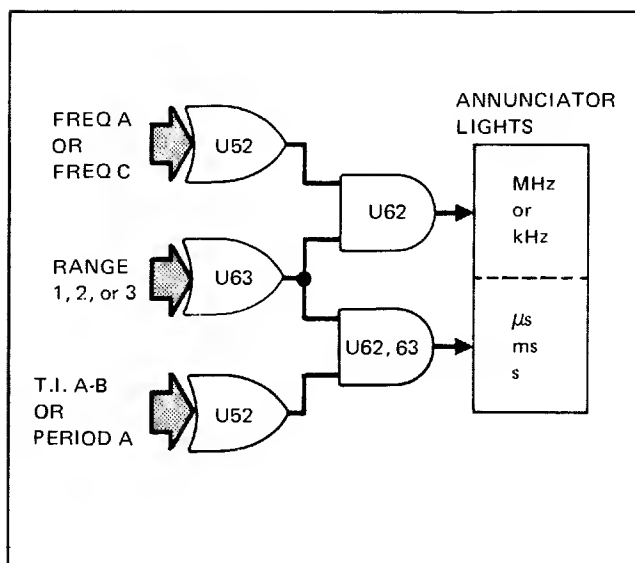 FREQ A
OR
FREQ C
U52
RANGE
1, 2, or 3
U63
T.I. A-B
OR
PERIOD A
U52
U62
U62, 63
ANNUNCIATOR
LIGHTS
MHz
or
kHz
μs
ms
s